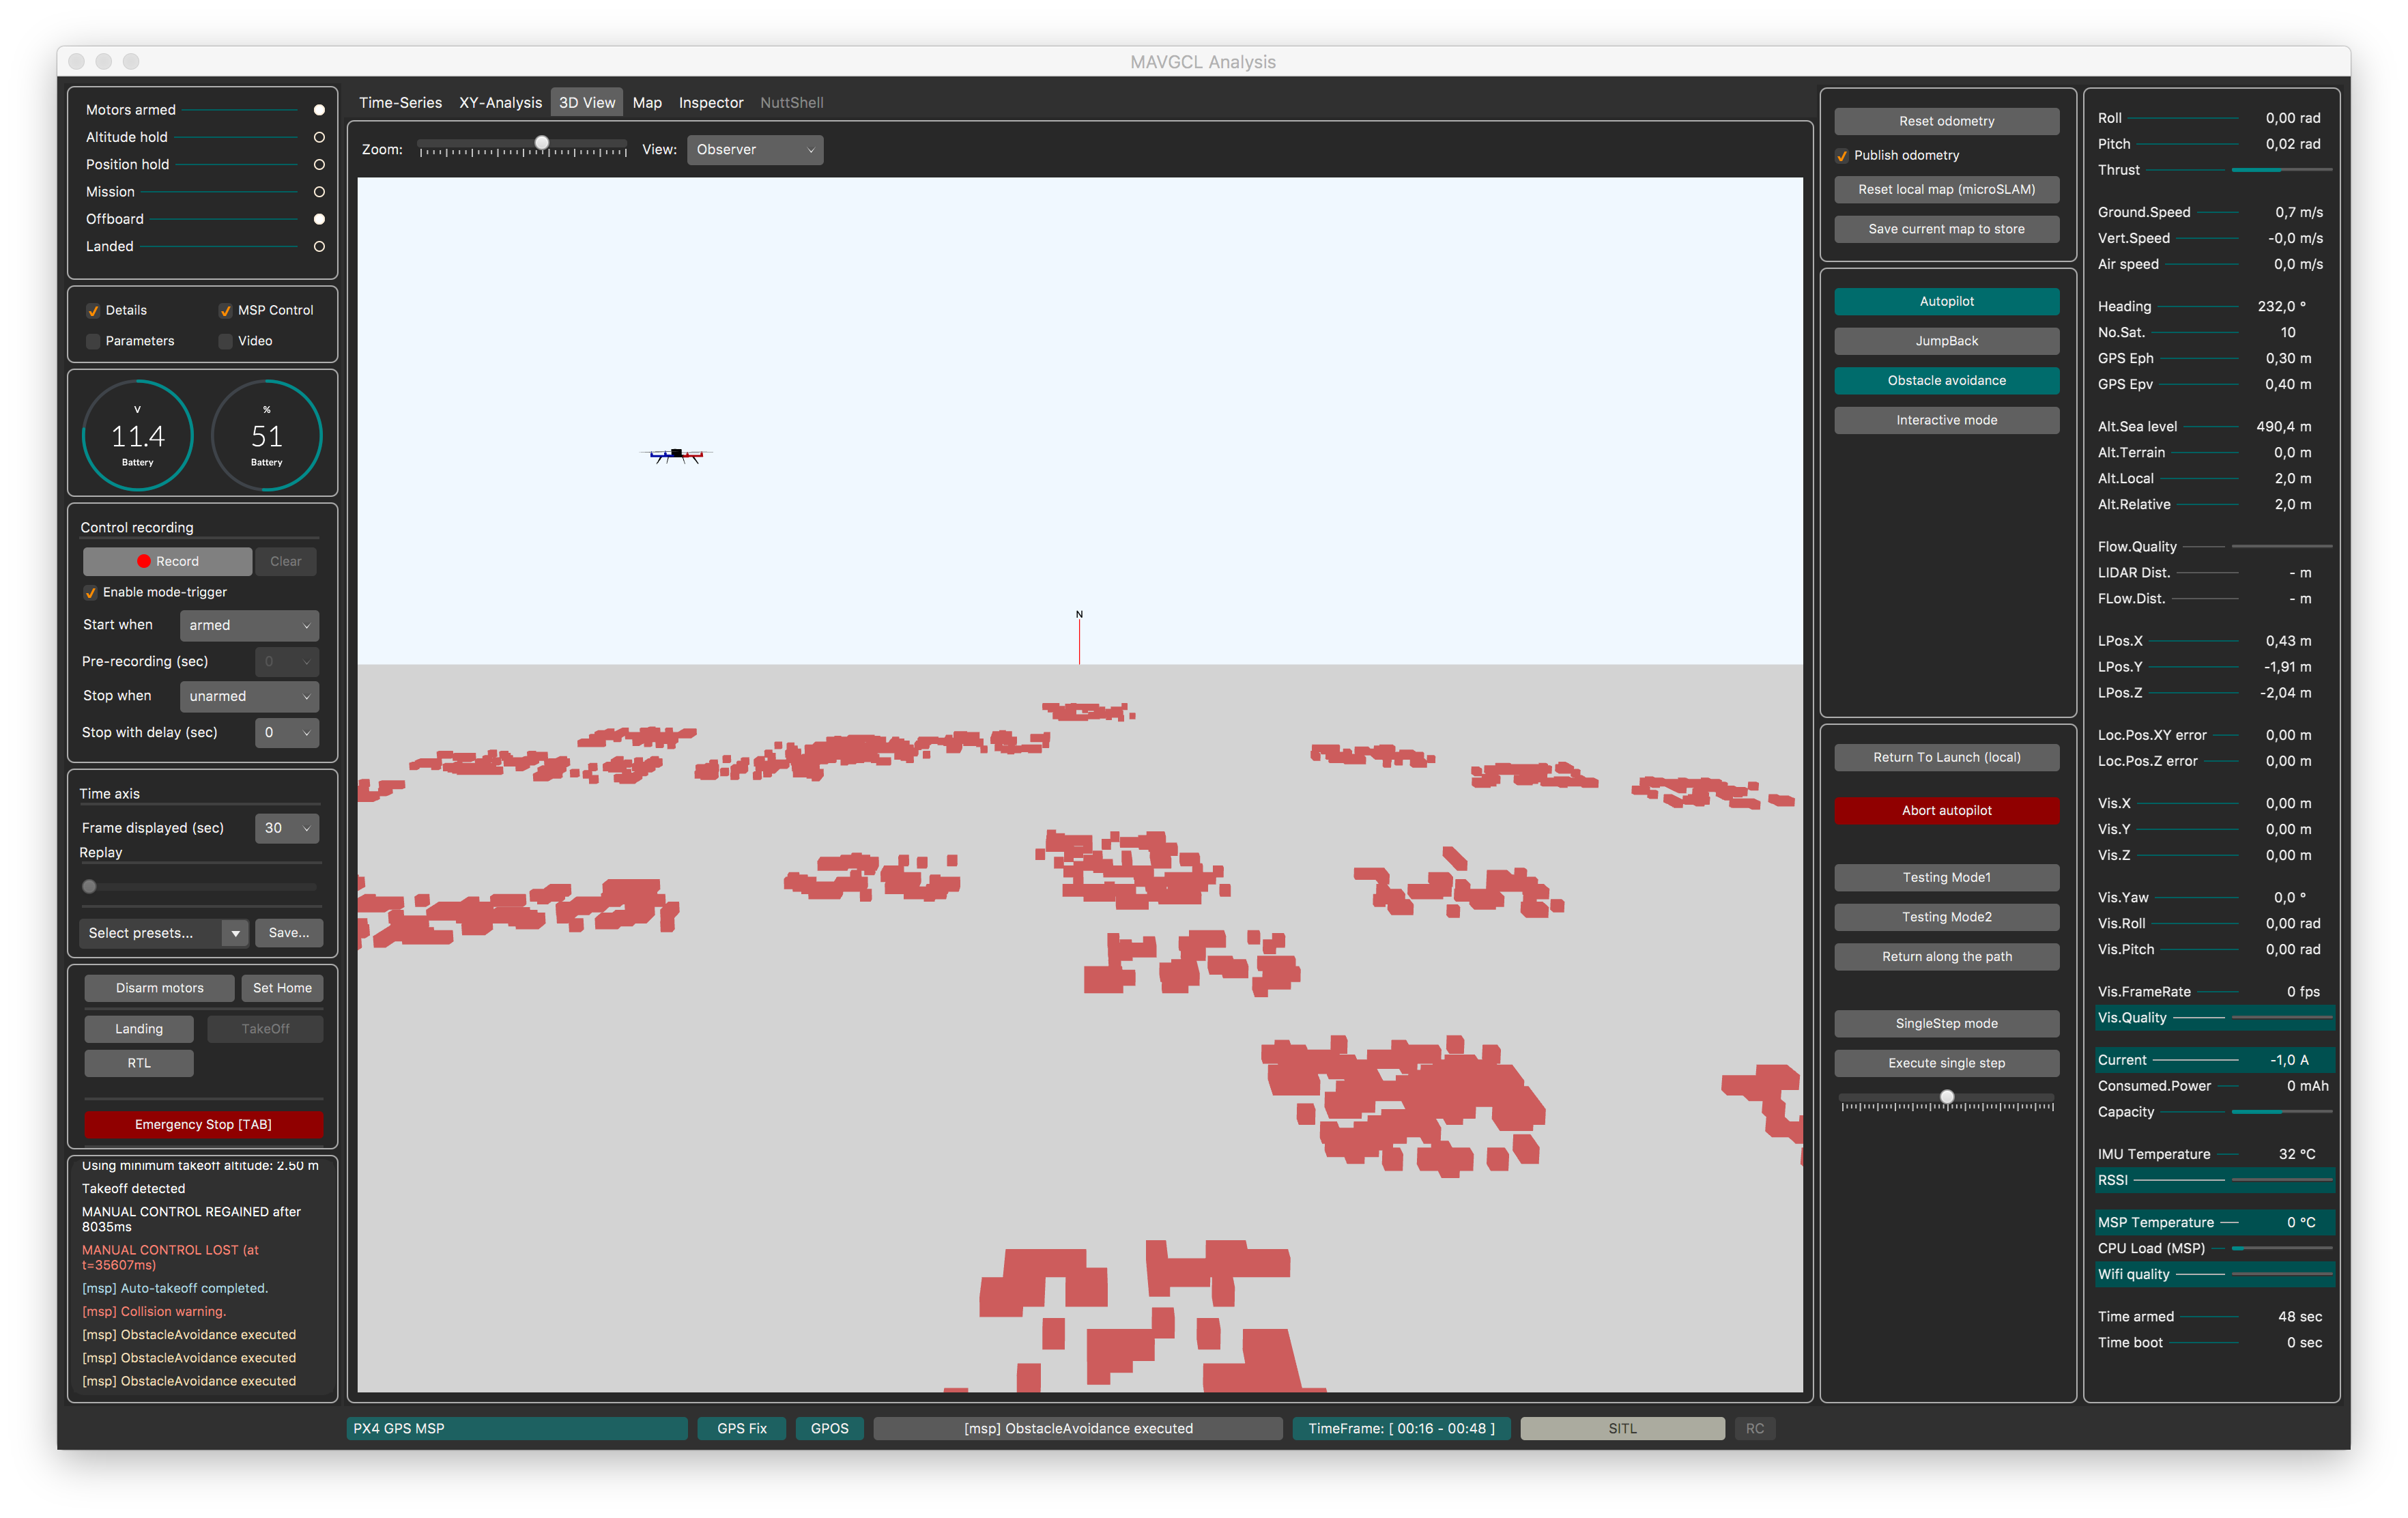 MAVGCL Analysis
Motors armed
Altitude hold
Position hold
Mission
Offboard
Landed
Details
MSP Control
Parameters
Video
V
11.4
Battery
%
51
Battery
Control recording
Record
Clear
Enable mode-trigger
Start when
armed
Pre-recording (sec)
0
Stop when
unarmed
Stop with delay (sec)
0
Time axis
Frame displayed (sec)
30
Replay
Select presets...
Save...
Disarm motors
Set Home
Landing
TakeOff
RTL
Emergency Stop [TAB]
Using minimum takeoff altitude: 2.50 m
Takeoff detected
MANUAL CONTROL REGAINED after
8035ms
MANUAL CONTROL LOST (at
t=35607ms)
[msp] Auto-takeoff completed.
[msp] Collision warning.
[msp] ObstacleAvoidance executed
[msp] ObstacleAvoidance executed
[msp] ObstacleAvoidance executed
Time-Series
XY-Analysis
3D View
Map
Inspector
NuttShell
Zoom:
View:
Observer
N
Reset odometry
Publish odometry
Reset local map (microSLAM)
Save current map to store
Autopilot
JumpBack
Obstacle avoidance
Interactive mode
Return To Launch (local)
Abort autopilot
Testing Mode1
Testing Mode2
Return along the path
SingleStep mode
Execute single step
Roll 0,00 rad
Pitch 0,02 rad
Thrust
Ground.Speed 0,7 m/s
Vert.Speed -0,0 m/s
Air speed 0,0 m/s
Heading 232,0 °
No.Sat. 10
GPS Eph 0,30 m
GPS Epv 0,40 m
Alt.Sea level 490,4 m
Alt.Terrain 0,0 m
Alt.Local 2,0 m
Alt.Relative 2,0 m
Flow.Quality
LIDAR Dist. - m
FLow.Dist. - m
LPos.X 0,43 m
LPos.Y -1,91 m
LPos.Z -2,04 m
Loc.Pos.XY error 0,00 m
Loc.Pos.Z error 0,00 m
Vis.X 0,00 m
Vis.Y 0,00 m
Vis.Z 0,00 m
Vis.Yaw 0,0 °
Vis.Roll 0,00 rad
Vis.Pitch 0,00 rad
Vis.FrameRate 0 fps
Vis.Quality
Current -1,0 A
Consumed.Power 0 mAh
Capacity
IMU Temperature 32 °C
RSSI
MSP Temperature 0 °C
CPU Load (MSP)
Wifi quality
Time armed 48 sec
Time boot 0 sec
PX4 GPS MSP
GPS Fix
GPOS
[msp] ObstacleAvoidance executed
TimeFrame: [ 00:16 - 00:48 ]
SITL
RC